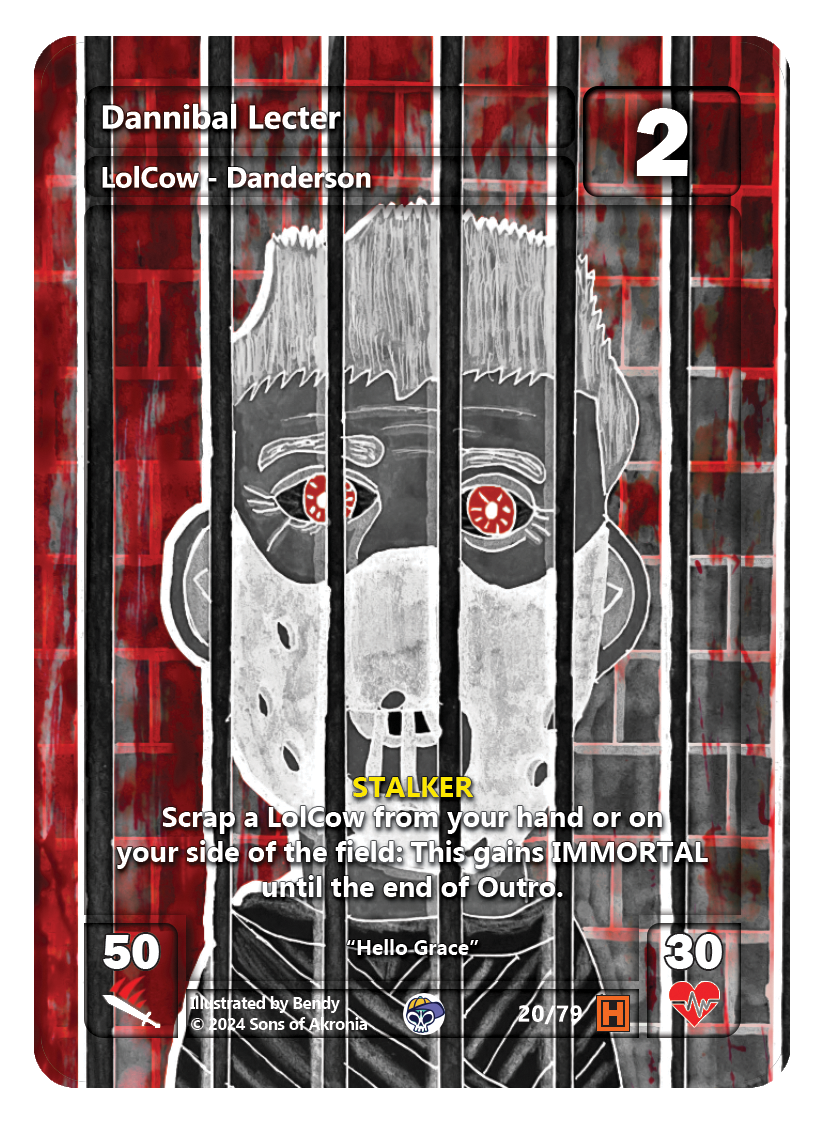 Dannibal Lecter
2
LolCow - Danderson
STALKER
Scrap a LolCow from your hand or on
your side of the field: This gains IMMORTAL
until the end of Outro.
50
“Hello Grace”
30
Illustrated by Bendy
© 2024 Sons of Akronia
20/79
H